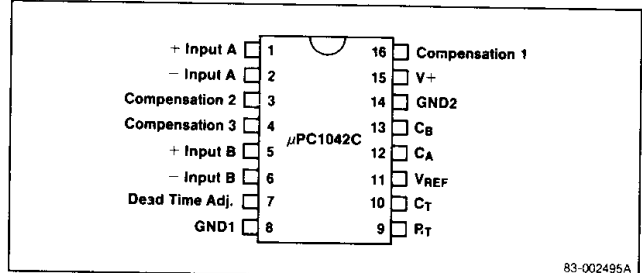 + Input A 1
− Input A 2
Compensation 2 3
Compensation 3 4
+ Input B 5
− Input B 6
Dead Time Adj. 7
GND1 8
µPC1042C
16 Compensation 1
15 V+
14 GND2
13 CB
12 CA
11 VREF
10 CT
9 RT
83-002495A